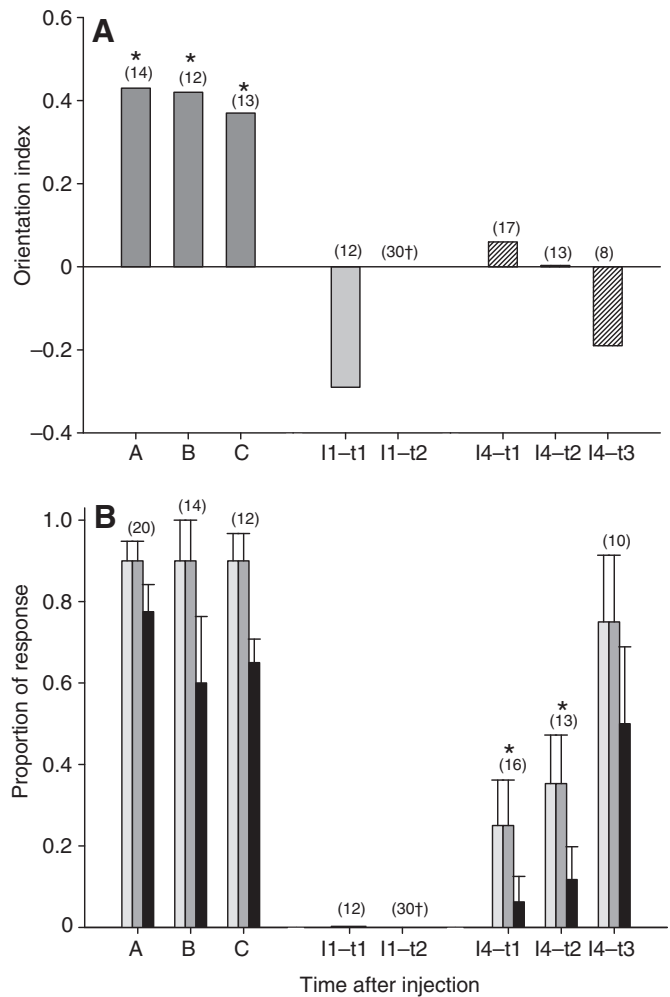 A
0.6
0.4
0.2
0
–0.2
–0.4
Orientation index
* * *
(14) (12) (13)
(12) (30†)
(17) (13) (8)
A B C I1–t1 I1–t2 I4–t1 I4–t2 I4–t3
B
1.0
0.8
0.6
0.4
0.2
0
Proportion of response
(20) (14) (12)
(12) (30†)
* *
(16) (13) (10)
A B C I1–t1 I1–t2 I4–t1 I4–t2 I4–t3
Time after injection